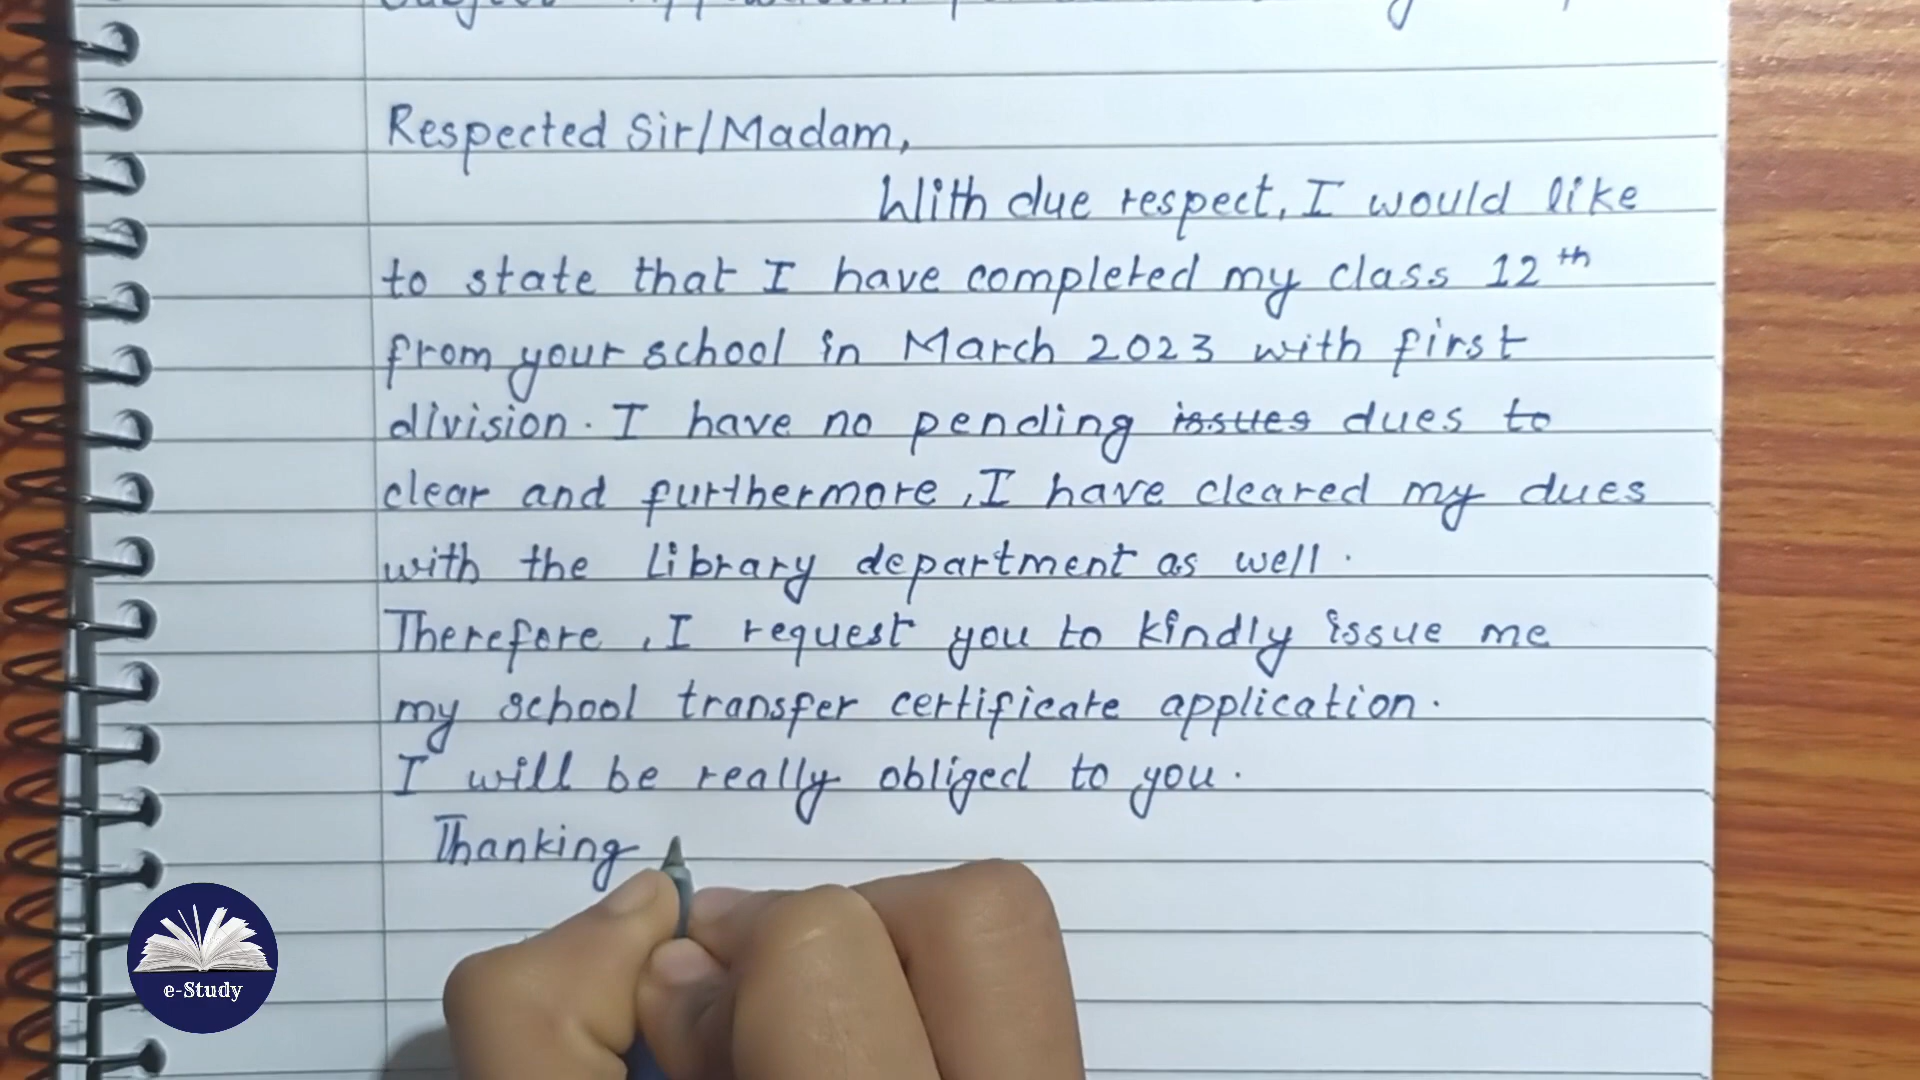 Respected Sir/Madam,
With due respect, I would like
to state that I have completed my class 12th
from your school in March 2023 with first
division. I have no pending issues dues to
clear and furthermore, I have cleared my dues
with the library department as well.
Therefore, I request you to kindly issue me
my school transfer certificate application.
I will be really obliged to you.
Thanking
e-Study